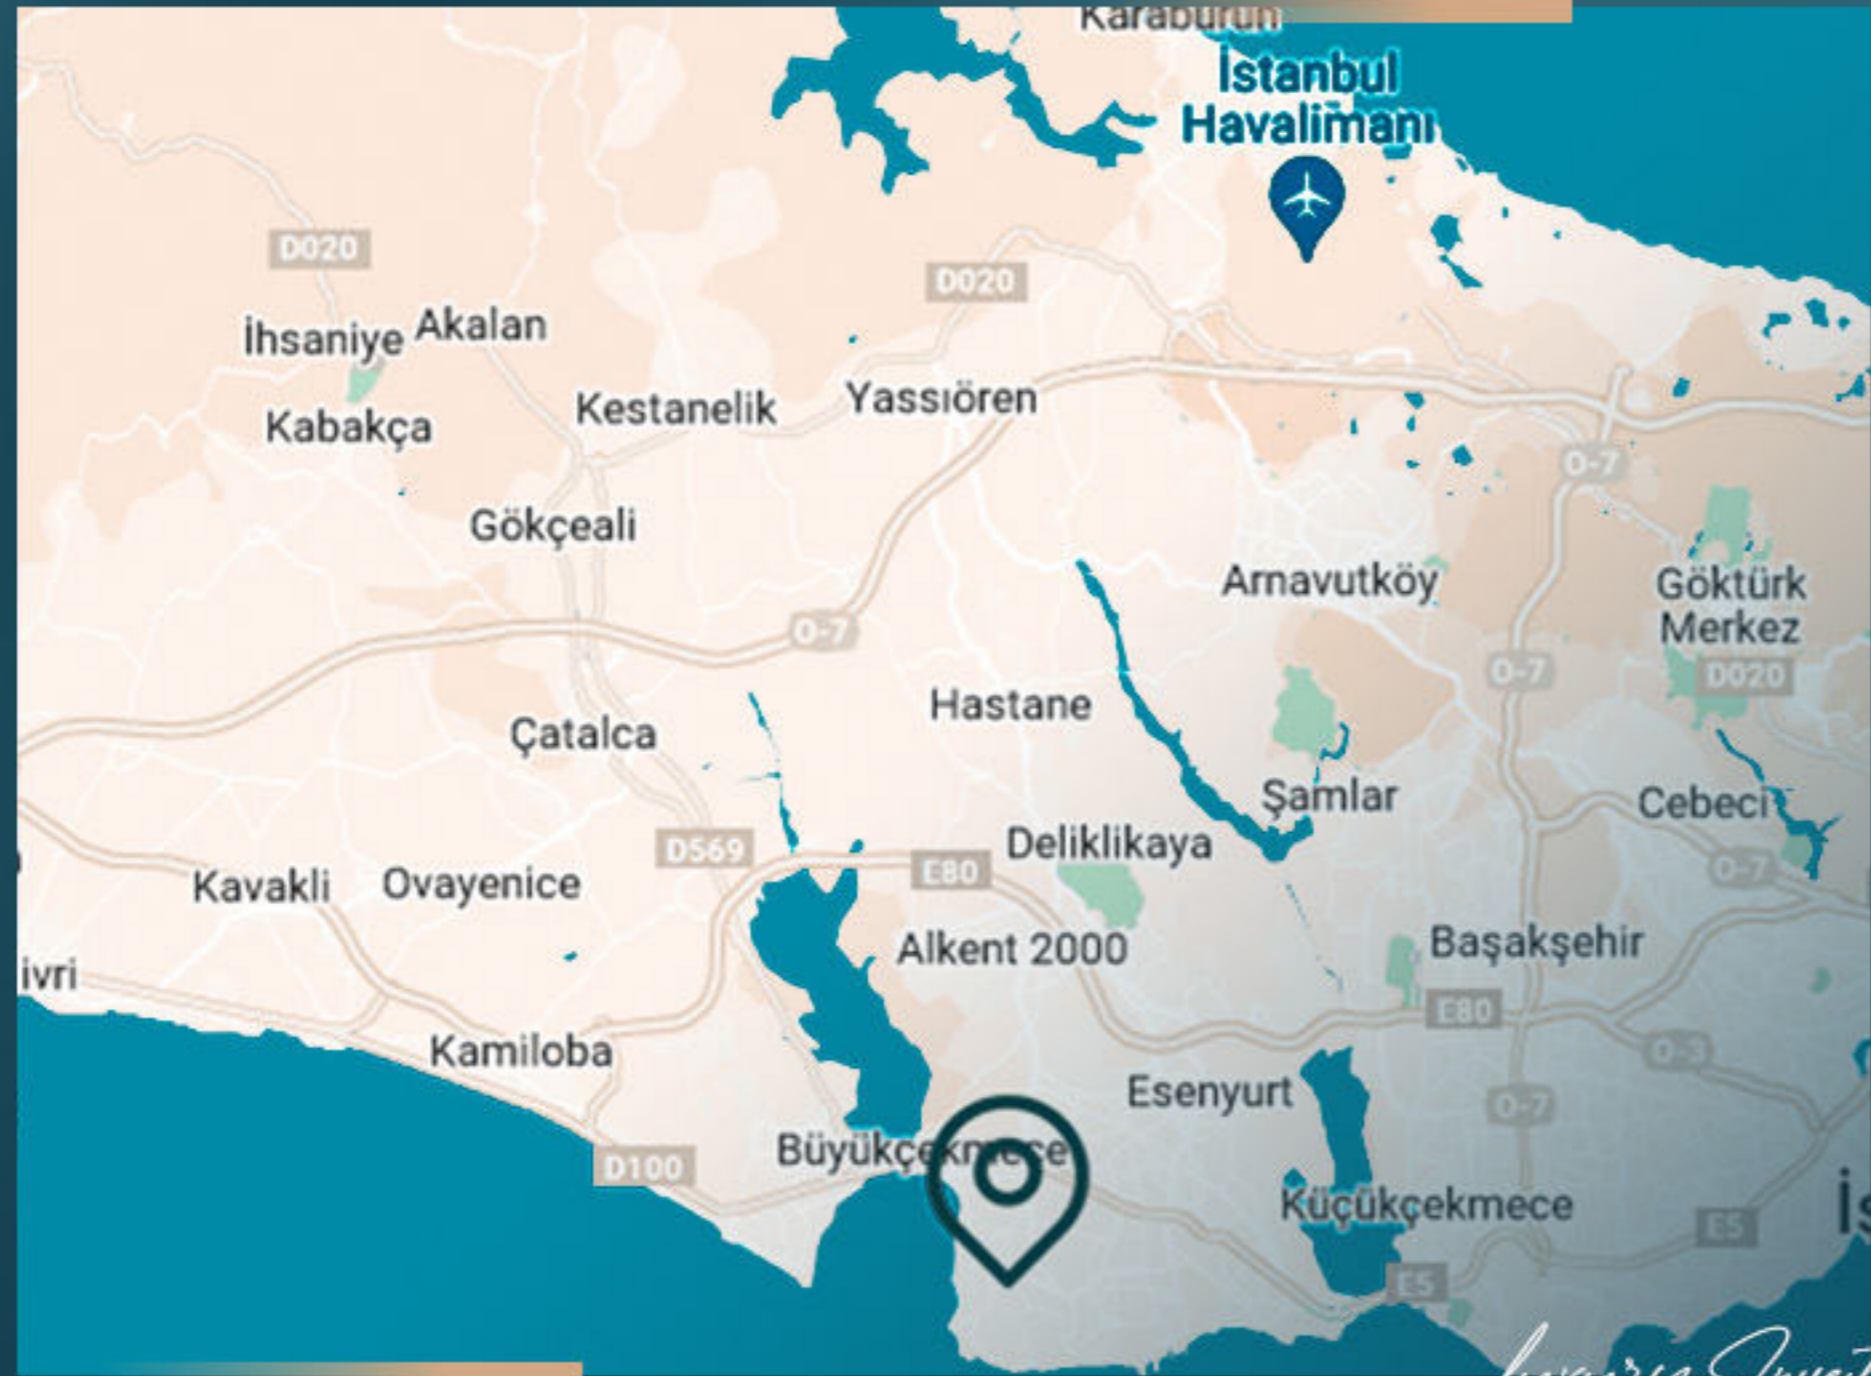 Karaburun
İstanbul
Havalimanı
D020
D020
İhsaniye
Akalan
Kestanelik
Yassıören
Kabakça
O-7
Gökçeali
Arnavutköy
Göktürk
Merkez
O-7
O-7
D020
Hastane
Çatalca
Şamlar
Cebeci
D569
Deliklikaya
E80
O-7
Kavakli
Ovayenice
Alkent 2000
Başakşehir
ivri
E80
Kamiloba
O-3
Esenyurt
O-7
Büyükçekmece
D100
Küçükçekmece
E5
E5